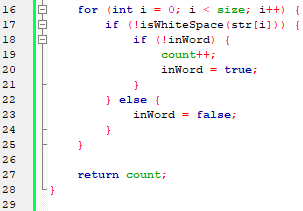 16 for (int i = 0; i < size; i++) {
17 if (!isWhiteSpace(str[i])) {
18 if (!inWord) {
19 count++;
20 inWord = true;
21 }
22 } else {
23 inWord = false;
24 }
25 }
26
27 return count;
28 }
29